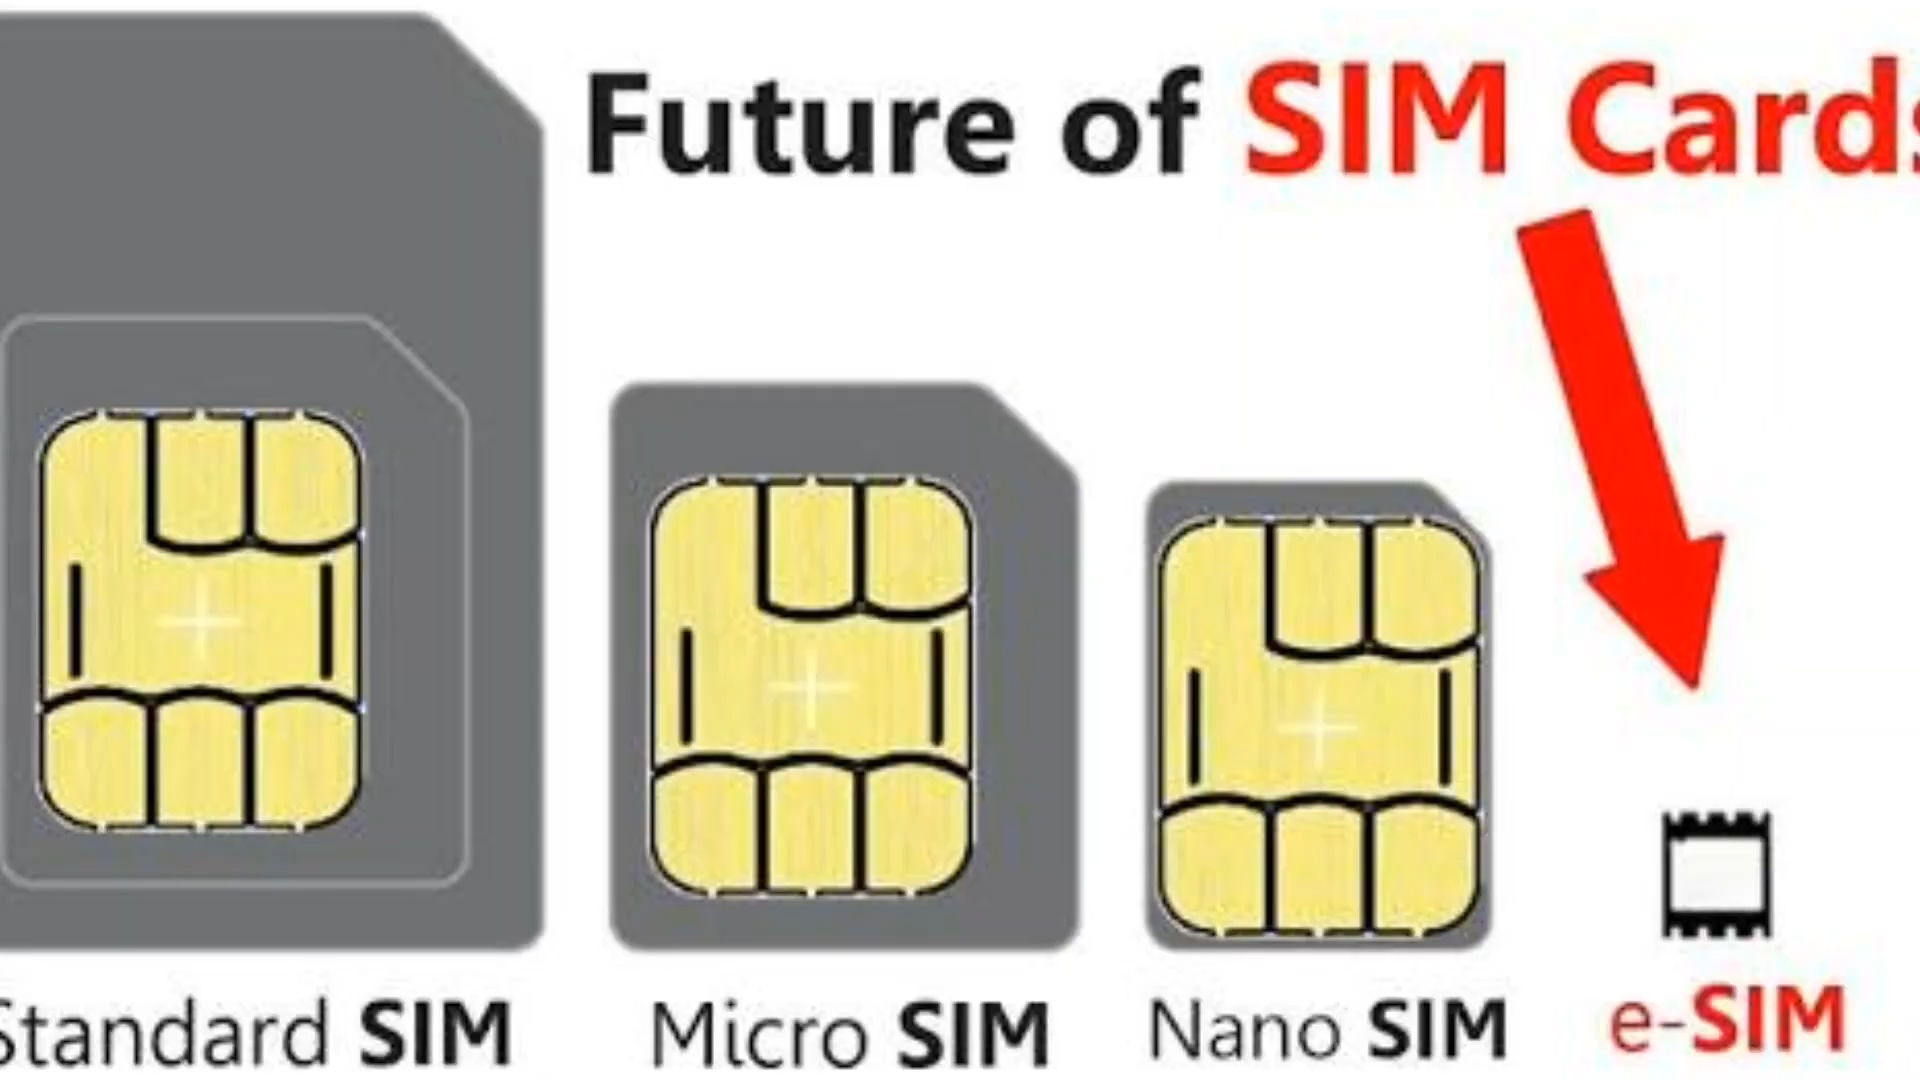 Future of SIM Cards
Standard SIM
Micro SIM
Nano SIM
e-SIM